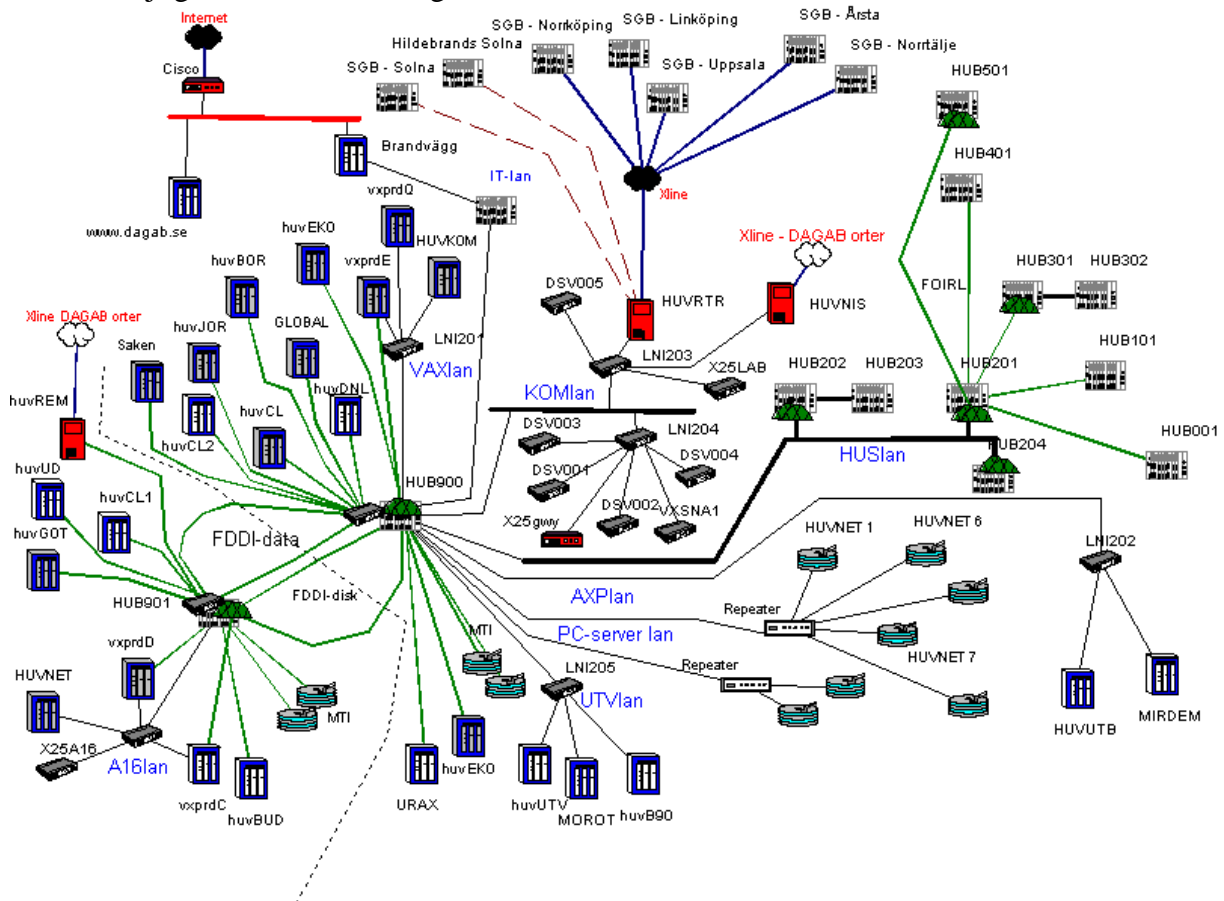 Internet
Cisco
Brandvägg
www.dagab.se
SGB - Solna
Hildebrands Solna
SGB - Norrköping
SGB - Linköping
SGB - Uppsala
SGB - Årsta
SGB - Norrtälje
Xline
IT-lan
vxprdQ
huvEKO
HUVKOM
huvBOR
vxprdE
LNI201
VAXlan
huvJOR
GLOBAL
huvDNL
Saken
huvCL
huvCL2
Xline DAGAB orter
huvREM
huvUD
huvCL1
huvGOT
HUB900
HUB901
FDDI-data
FDDI-disk
DSV005
HUVRTR
LNI203
X25LAB
KOMlan
Xline - DAGAB orter
HUVNIS
DSV003
LNI204
DSV001
DSV004
DSV002
VXSNA1
X25gwy
HUB501
HUB401
FOIRL
HUB301
HUB302
HUB101
HUB201
HUB202
HUB203
HUB001
HUB204
HUSlan
HUVNET 1
HUVNET 6
LNI202
AXPlan
Repeater
PC-server lan
HUVNET 7
Repeater
MTI
LNI205
UTVlan
HUVUTB
MIRDEM
vxprdD
HUVNET
MTI
X25A16
A16lan
vxprdC
huvBUD
URAX
huvEKO
huvUTV
MOROT
huvB90